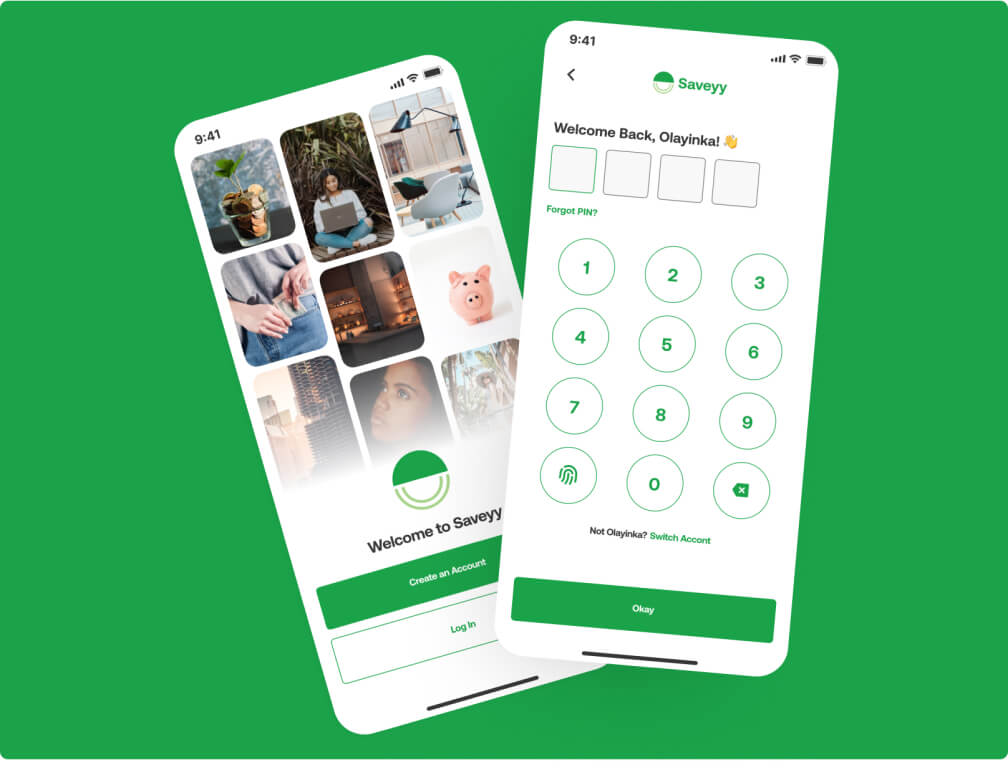 9:41
Welcome to Saveyy
Create an Account
Log In
9:41
Saveyy
Welcome Back, Olayinka! 👋
Forgot PIN?
1 2 3
4 5 6
7 8 9
0
Not Olayinka? Switch Accont
Okay